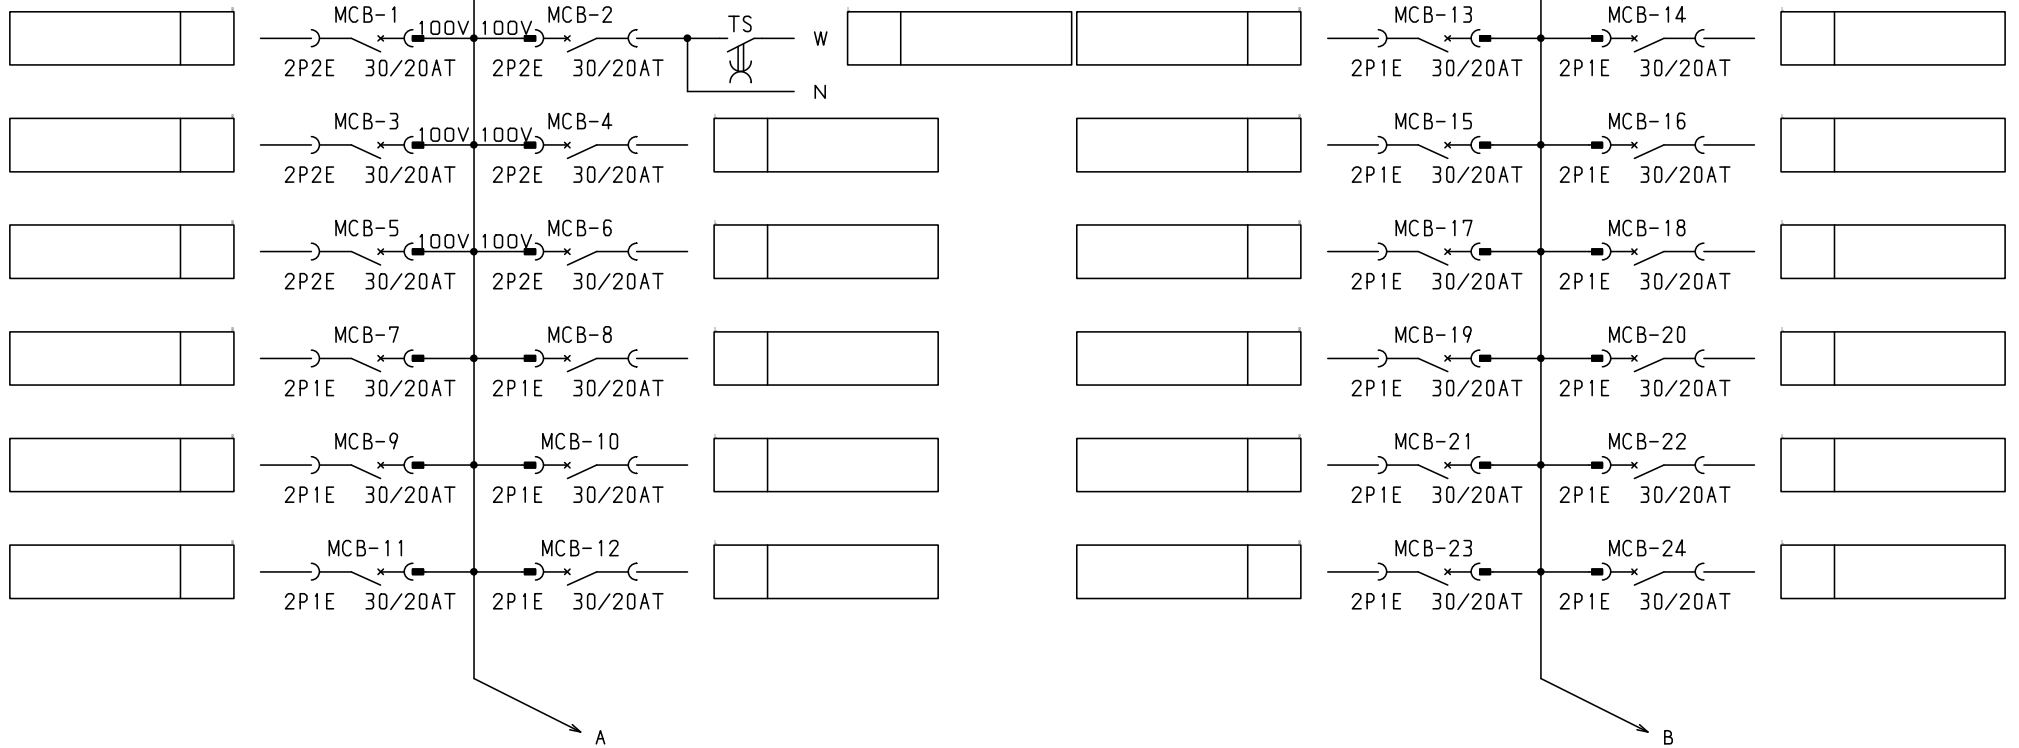 MCB-1 100V 100V MCB-2 TS W MCB-13 MCB-14
2P2E 30/20AT 2P2E 30/20AT N 2P1E 30/20AT 2P1E 30/20AT
MCB-3 100V 100V MCB-4 MCB-15 MCB-16
2P2E 30/20AT 2P2E 30/20AT 2P1E 30/20AT 2P1E 30/20AT
MCB-5 100V 100V MCB-6 MCB-17 MCB-18
2P2E 30/20AT 2P2E 30/20AT 2P1E 30/20AT 2P1E 30/20AT
MCB-7 MCB-8 MCB-19 MCB-20
2P1E 30/20AT 2P1E 30/20AT 2P1E 30/20AT 2P1E 30/20AT
MCB-9 MCB-10 MCB-21 MCB-22
2P1E 30/20AT 2P1E 30/20AT 2P1E 30/20AT 2P1E 30/20AT
MCB-11 MCB-12 MCB-23 MCB-24
2P1E 30/20AT 2P1E 30/20AT 2P1E 30/20AT 2P1E 30/20AT
A B